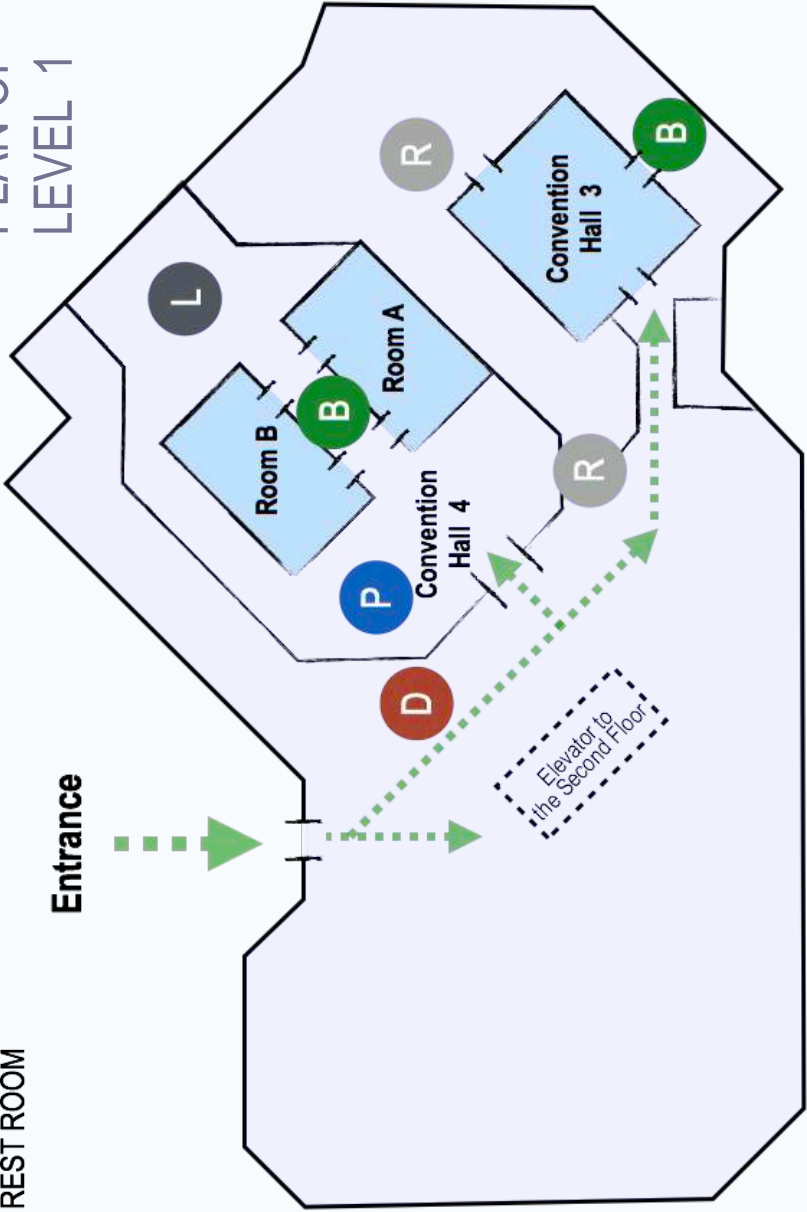 REST ROOM
LEVEL 1
Entrance
L
Room B
B
Room A
P
Convention
Hall 4
D
R
Convention
Hall 3
R
B
Elevator to
the Second Floor